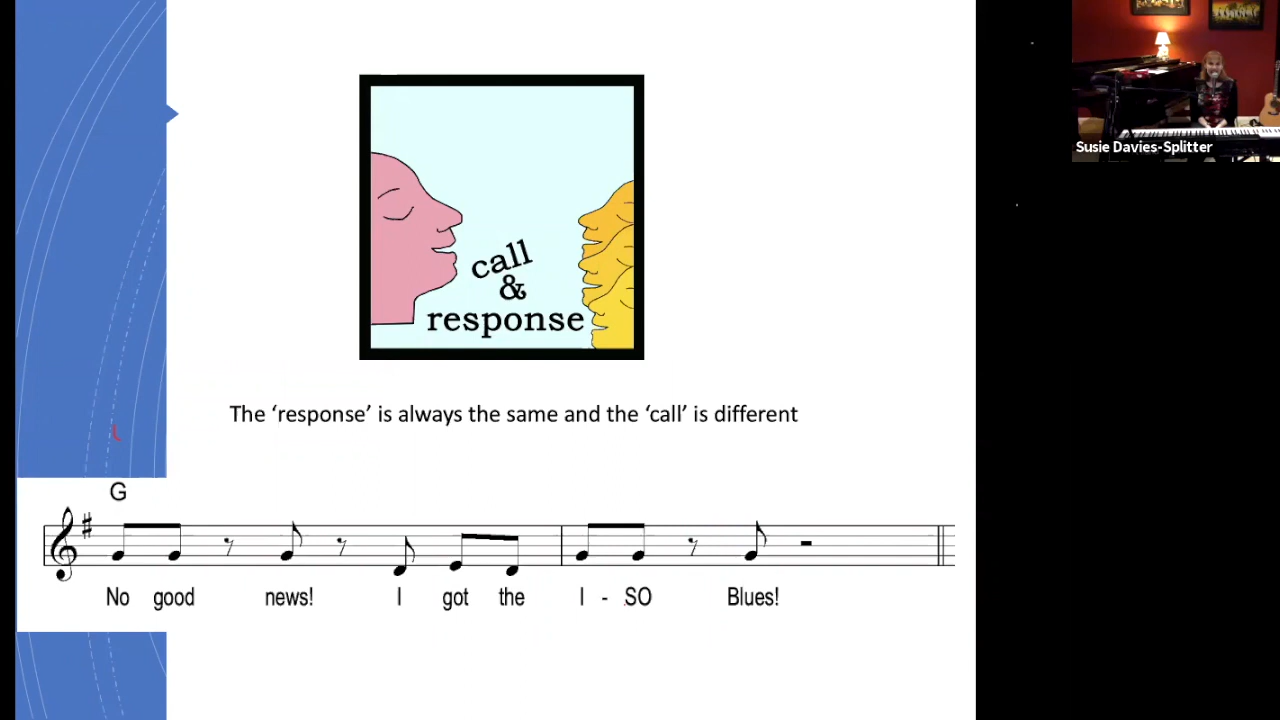 call
&
response
The ‘response’ is always the same and the ‘call’ is different
G
No good news! I got the I - SO Blues!
Susie Davies-Splitter